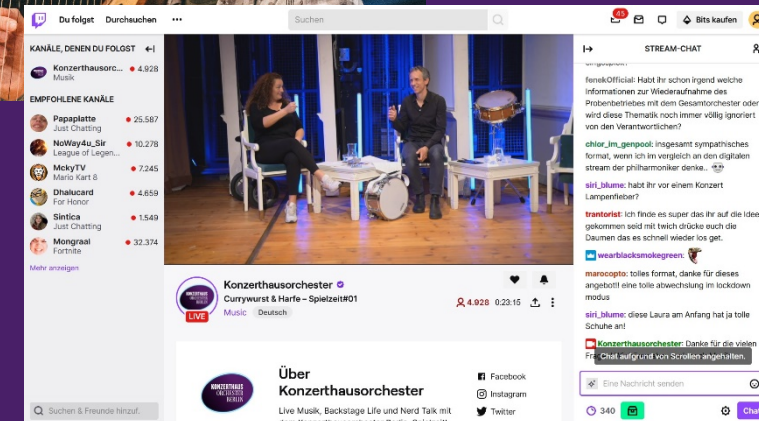 Du folgst Durchsuchen
Suchen
45
Bits kaufen
KANÄLE, DENEN DU FOLGST
Konzerthausorc... 4.928
Musik
EMPFOHLENE KANÄLE
Papaplatte 25.587
Just Chatting
NoWay4u_Sir 10.278
League of Legen...
MckyTV 7.245
Mario Kart 8
Dhalucard 4.659
For Honor
Sintica 1.549
Just Chatting
Mongraal 32.374
Fortnite
Mehr anzeigen
Suchen & Freunde hinzuf.
Konzerthausorchester
Currywurst & Harfe – Spielzeit#01
Music Deutsch
LIVE
4.928 0:23:15
KONZERTHAUS
ORCHESTER
BERLIN
Über
Konzerthausorchester
Live Musik, Backstage Life und Nerd Talk mit
Facebook
Instagram
Twitter
STREAM-CHAT
fenekOfficial: Habt ihr schon irgend welche
Informationen zur Wiederaufnahme des
Probenbetriebes mit dem Gesamtorchester oder
wird diese Thematik noch immer völlig ignoriert
von den Verantwortlichen?
chlor_im_genpool: insgesamt sympathisches
format, wenn ich im vergleich an den digitalen
stream der philharmoniker denke..
siri_blume: habt ihr vor einem Konzert
Lampenfieber?
trantorist: Ich finde es super das ihr auf die Idee
gekommen seid mit twich drücke euch die
Daumen das es schnell wieder los get.
wearblacksmokegreen:
marocopto: tolles format, danke für dieses
angebot!! eine tolle abwechslung im lockdown
modus
siri_blume: diese Laura am Anfang hat ja tolle
Schuhe an!
Konzerthausorchester: Danke für die vielen
Chat aufgrund von Scrollen angehalten.
Eine Nachricht senden
340
Chat